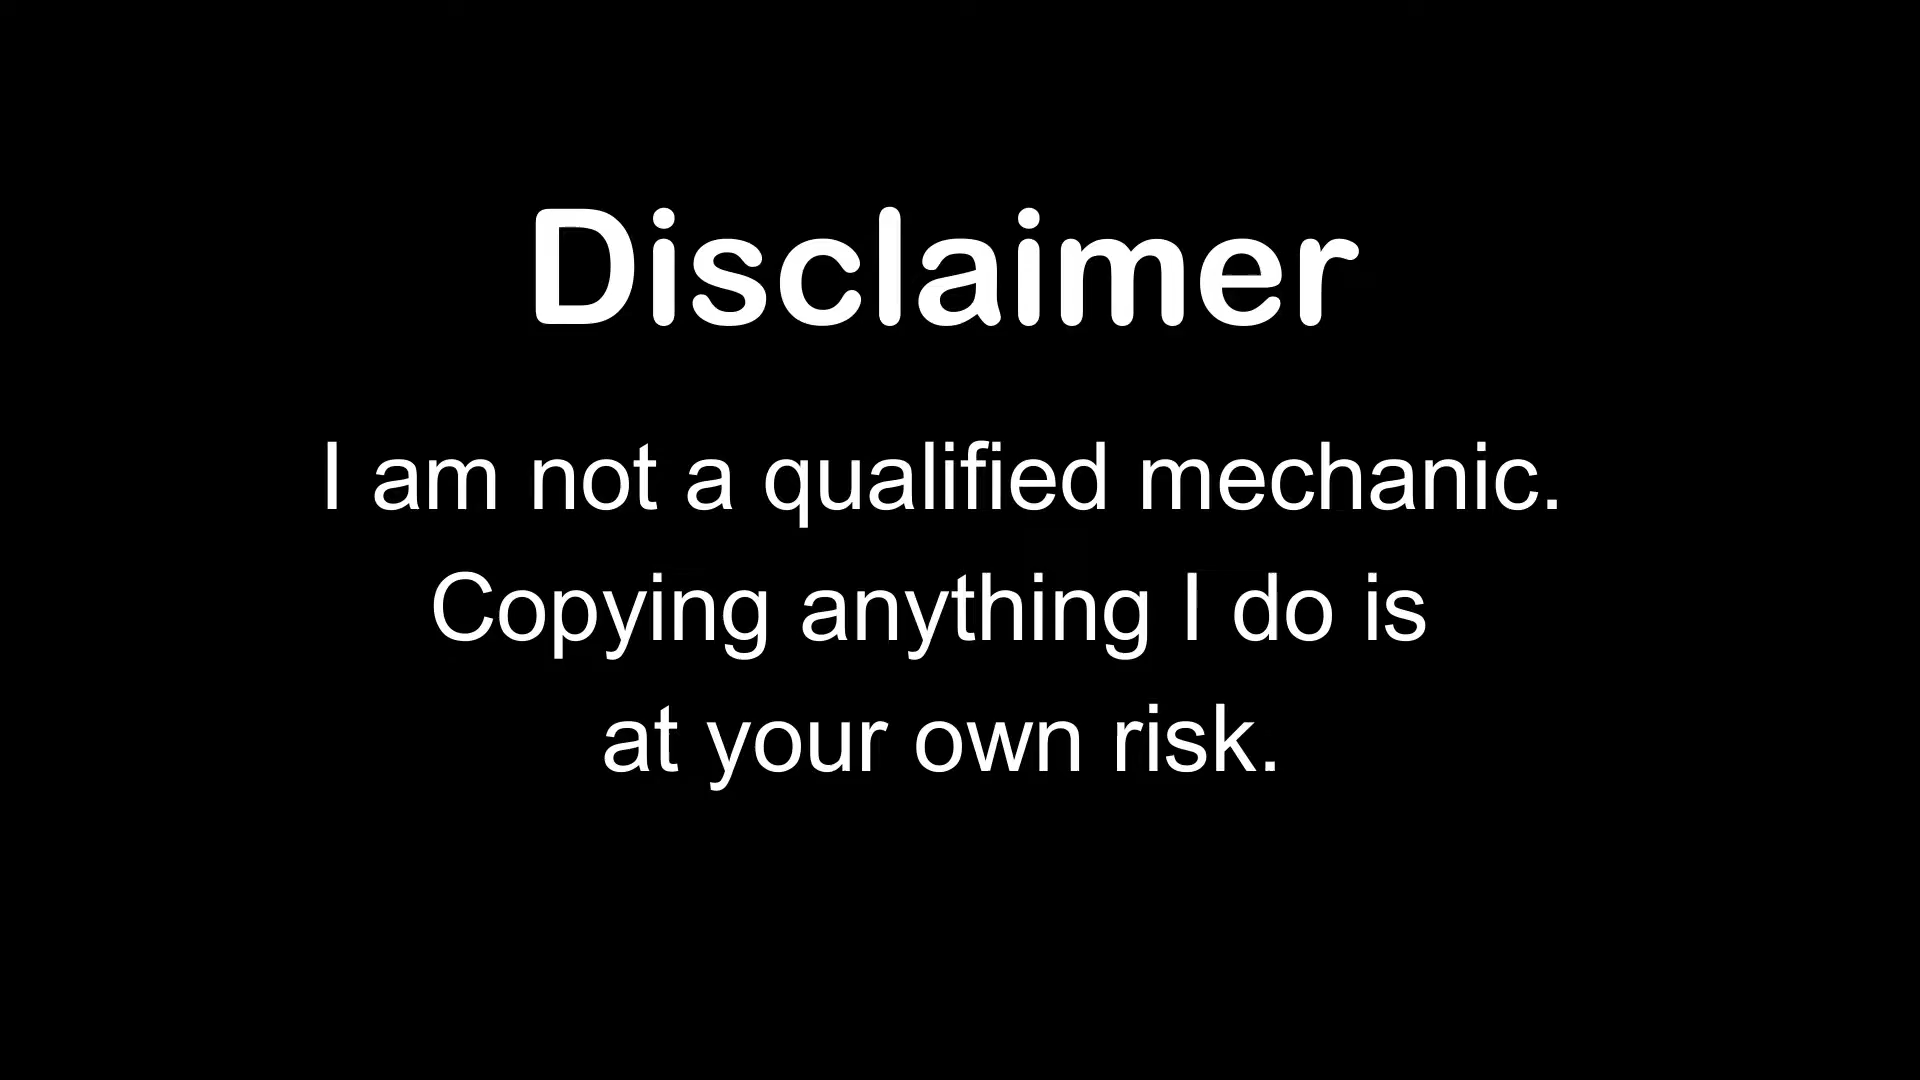 Disclaimer
I am not a qualified mechanic.
Copying anything I do is
at your own risk.